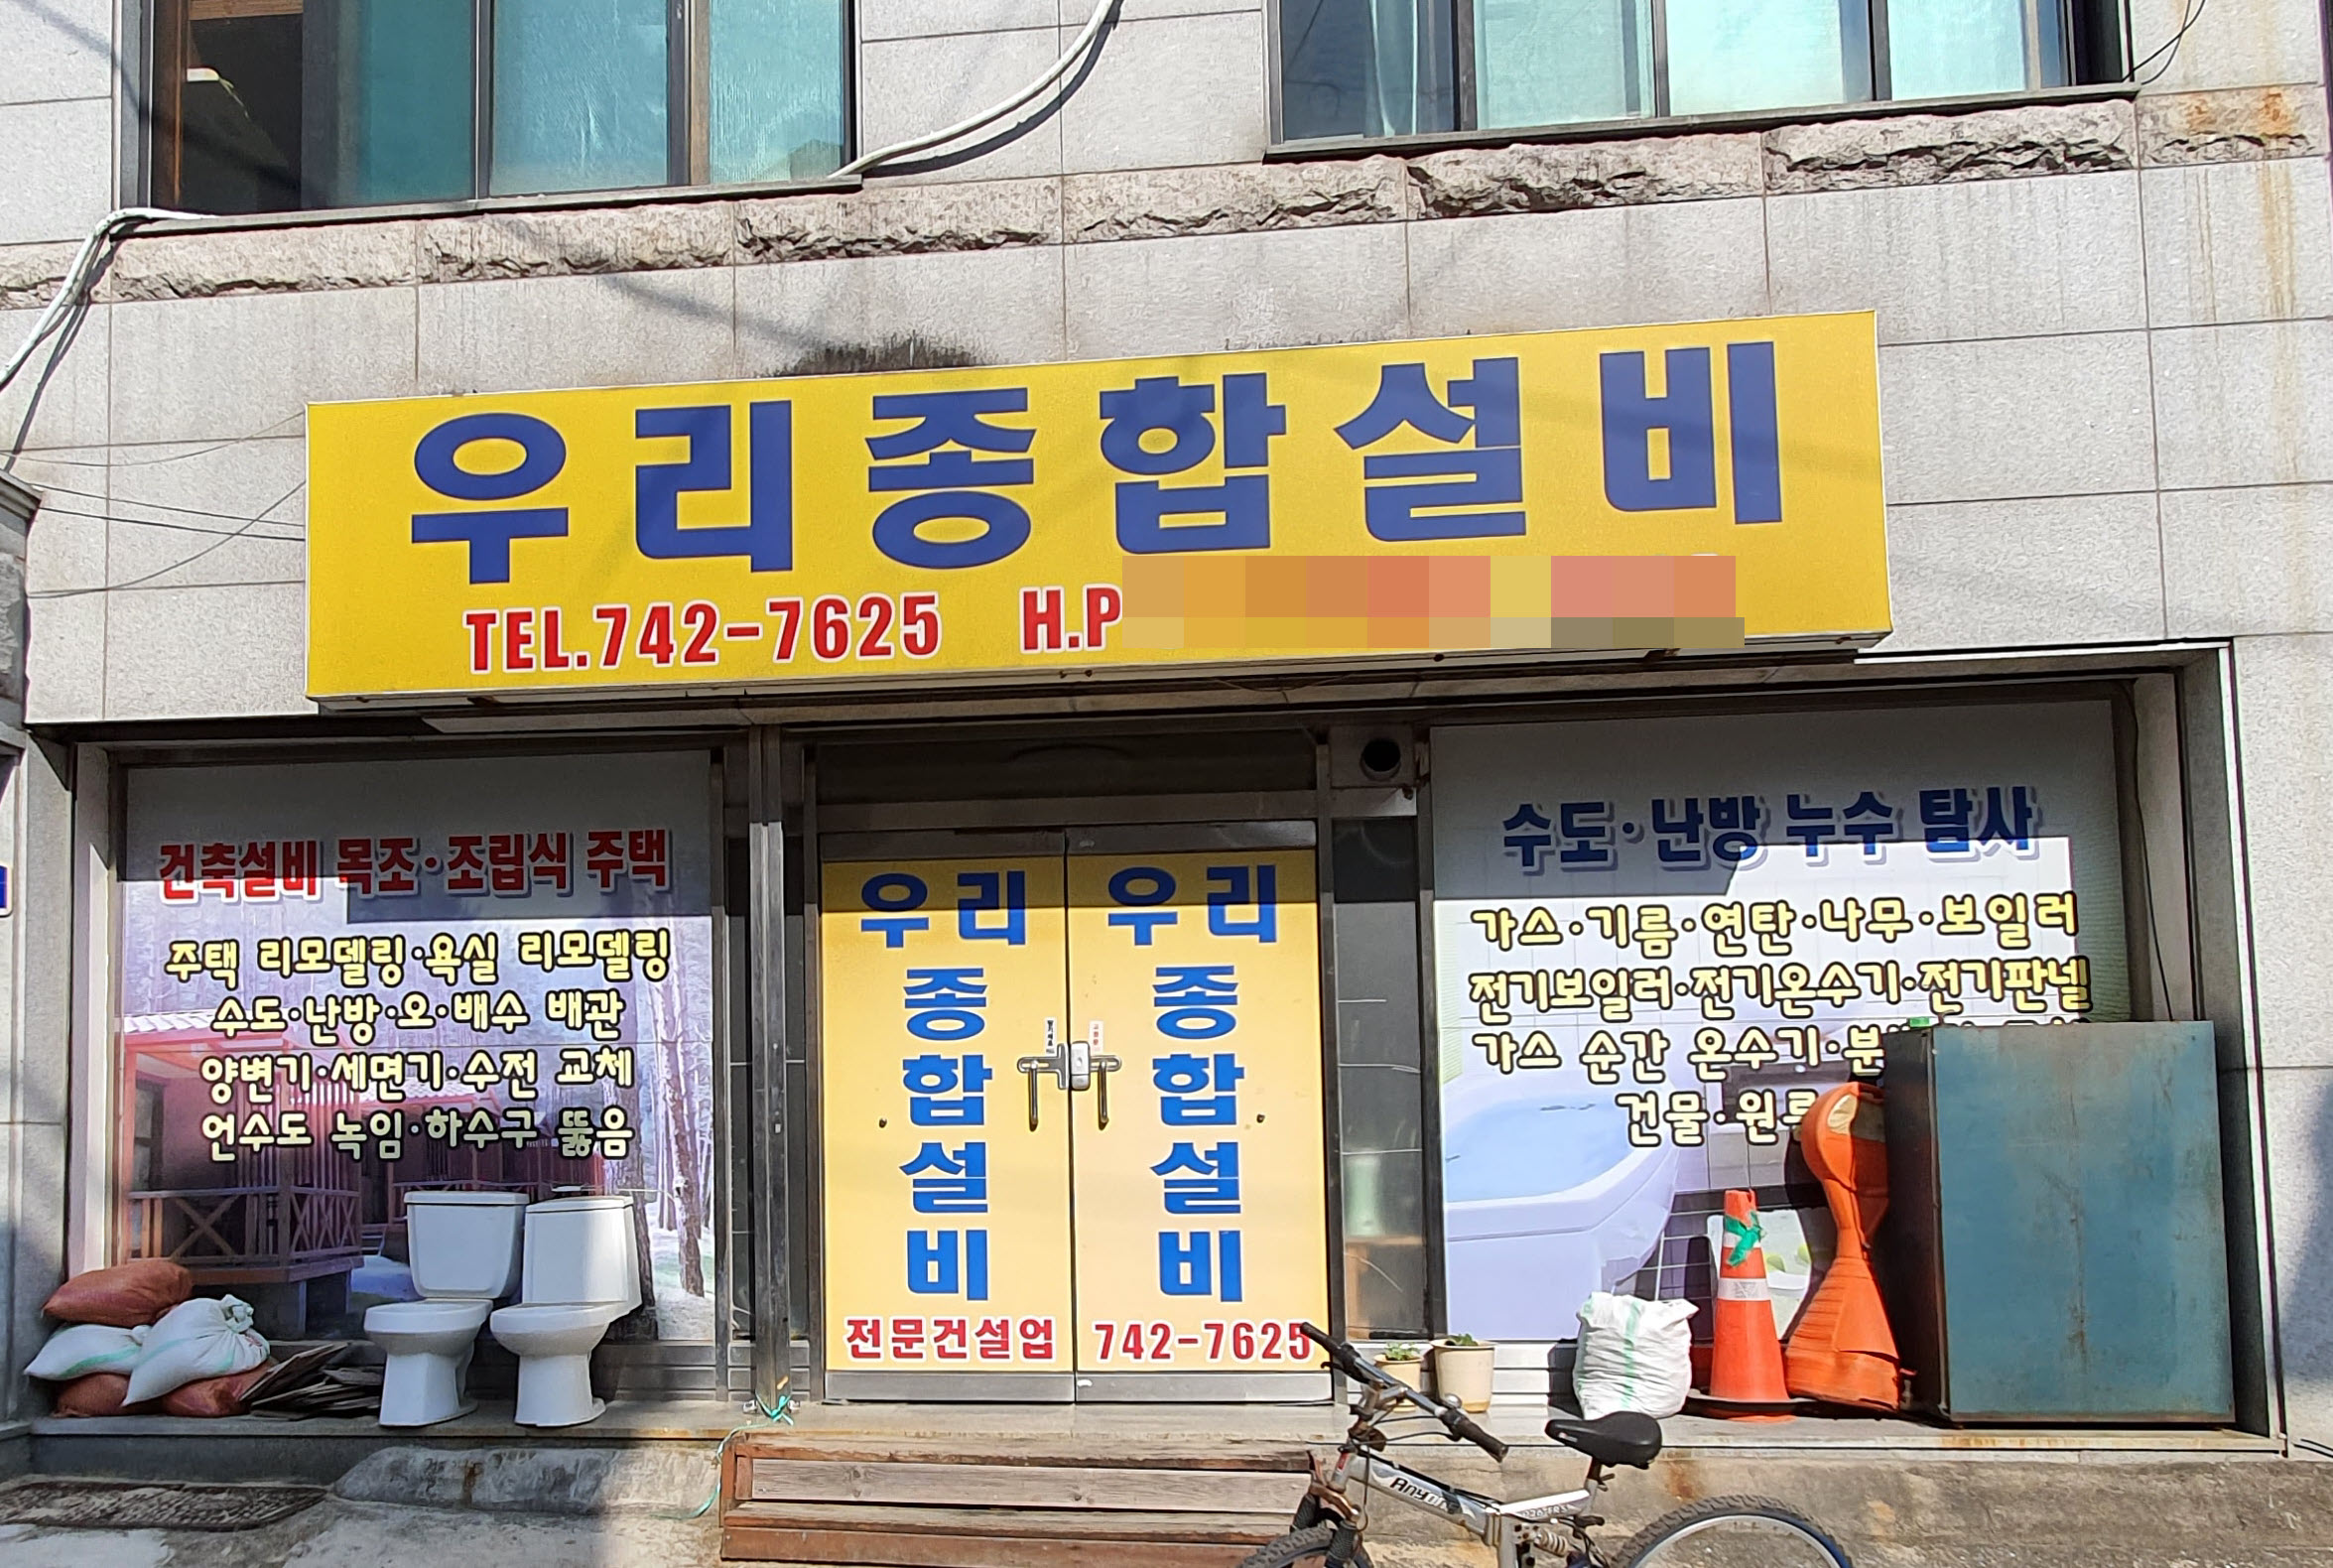 우리종합설비
TEL.742-7625 H.P
건축설비 목조·조립식 주택
주택 리모델링·욕실 리모델링
수도·난방·오·배수 배관
양변기·세면기·수전 교체
언수도 녹임·하수구 뚫음
우리
종
합
설
비
전문건설업
우리
종
합
설
비
742-7625
수도·난방 누수 탐사
가스·기름·연탄·나무·보일러
전기보일러·전기온수기·전기판넬
가스 순간 온수기·
건물·